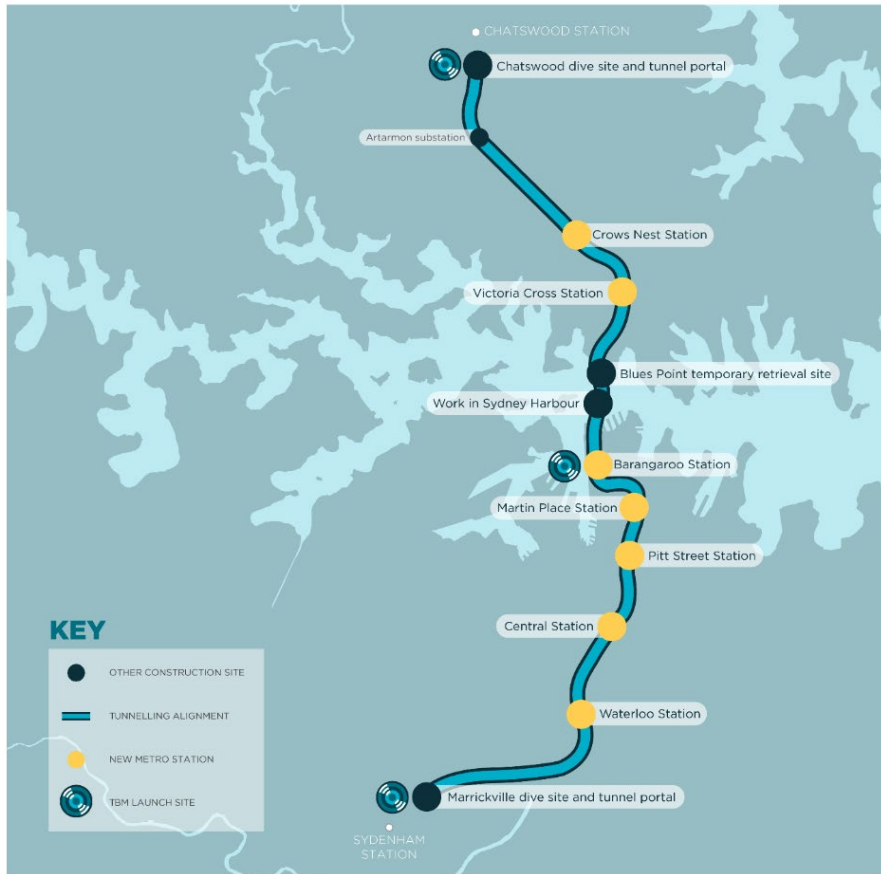 CHATSWOOD STATION
Chatswood dive site and tunnel portal
Artarmon substation
Crows Nest Station
Victoria Cross Station
Blues Point temporary retrieval site
Work in Sydney Harbour
Barangaroo Station
Martin Place Station
Pitt Street Station
Central Station
Waterloo Station
Marrickville dive site and tunnel portal
SYDENHAM
STATION
KEY
OTHER CONSTRUCTION SITE
TUNNELLING ALIGNMENT
NEW METRO STATION
TBM LAUNCH SITE